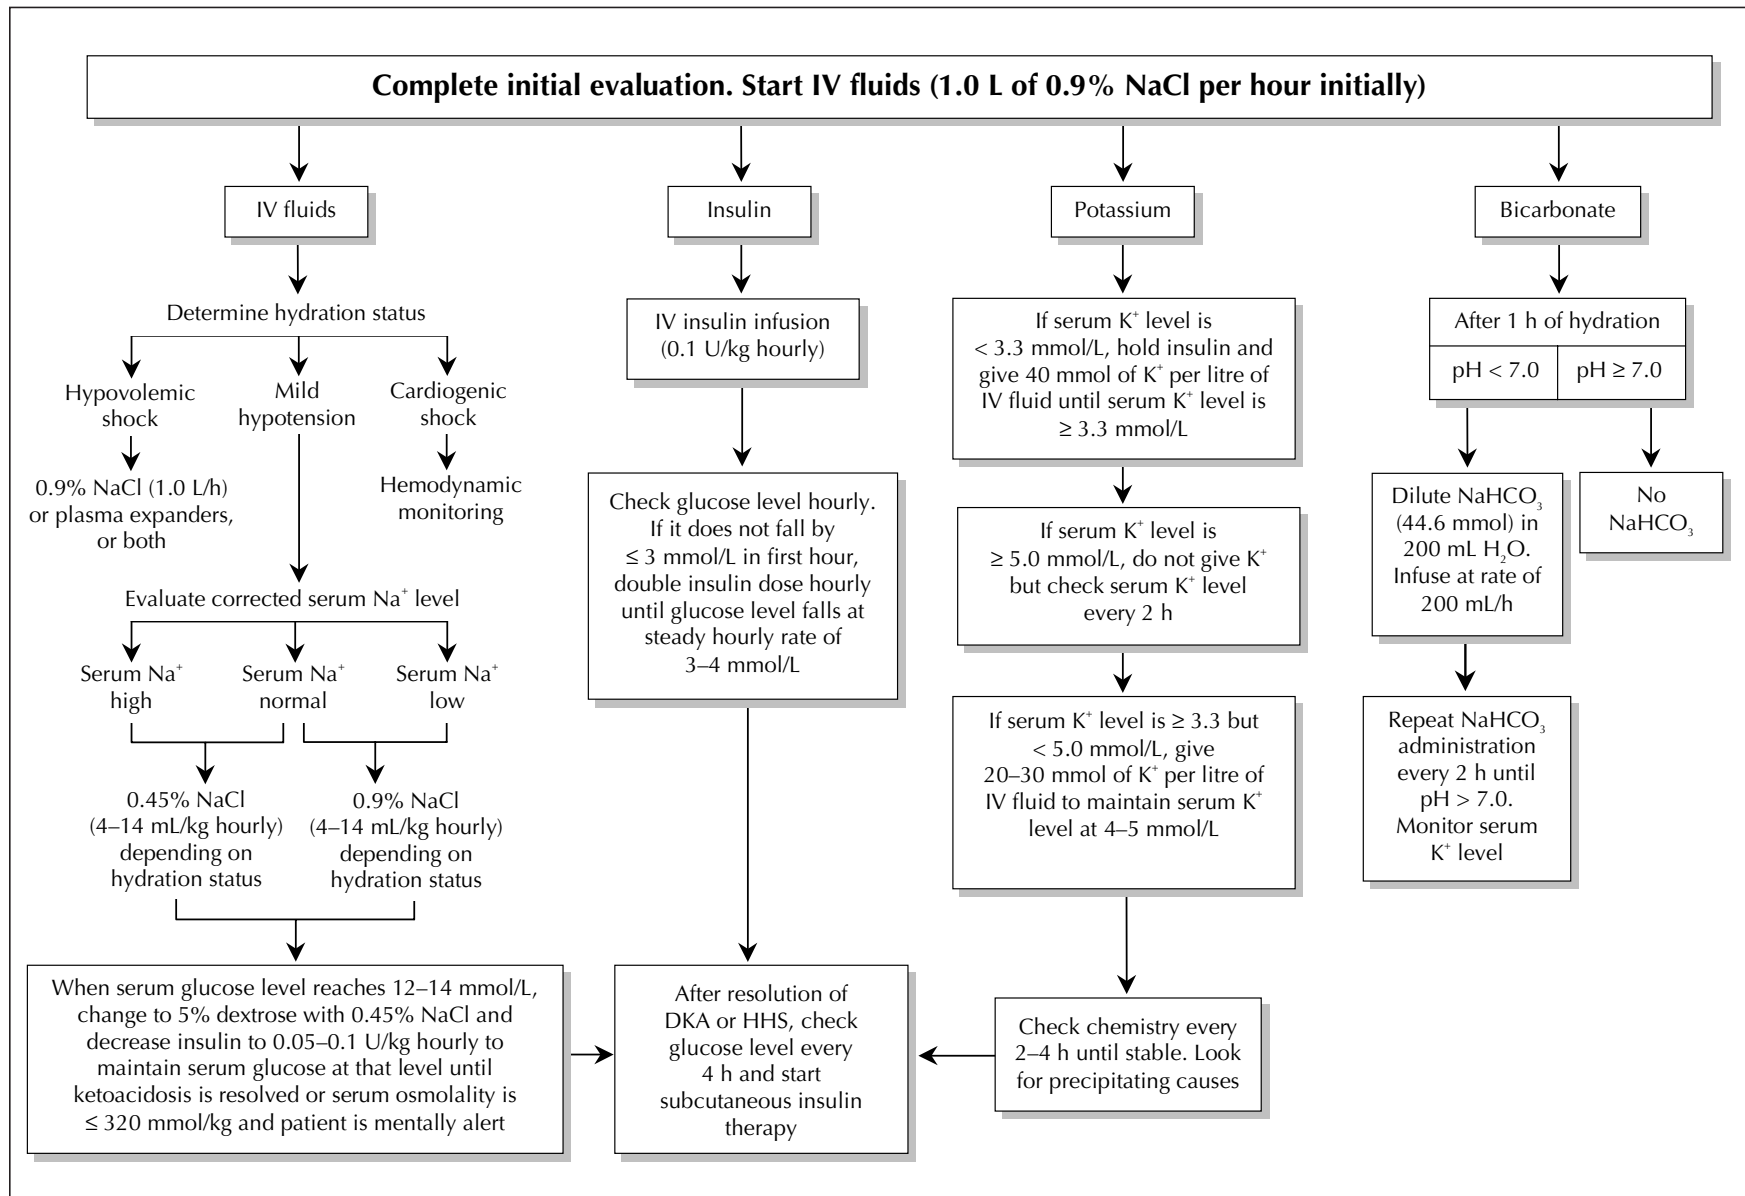 Complete initial evaluation. Start IV fluids (1.0 L of 0.9% NaCl per hour initially)
IV fluids
Determine hydration status
Hypovolemic
shock
Mild
hypotension
Cardiogenic
shock
0.9% NaCl (1.0 L/h)
or plasma expanders,
or both
Hemodynamic
monitoring
Evaluate corrected serum Na⁺ level
Serum Na⁺
high
Serum Na⁺
normal
Serum Na⁺
low
0.45% NaCl
(4–14 mL/kg hourly)
depending on
hydration status
0.9% NaCl
(4–14 mL/kg hourly)
depending on
hydration status
When serum glucose level reaches 12–14 mmol/L,
change to 5% dextrose with 0.45% NaCl and
decrease insulin to 0.05–0.1 U/kg hourly to
maintain serum glucose at that level until
ketoacidosis is resolved or serum osmolality is
≤ 320 mmol/kg and patient is mentally alert
Insulin
IV insulin infusion
(0.1 U/kg hourly)
Check glucose level hourly.
If it does not fall by
≤ 3 mmol/L in first hour,
double insulin dose hourly
until glucose level falls at
steady hourly rate of
3–4 mmol/L
After resolution of
DKA or HHS, check
glucose level every
4 h and start
subcutaneous insulin
therapy
Potassium
If serum K⁺ level is
< 3.3 mmol/L, hold insulin and
give 40 mmol of K⁺ per litre of
IV fluid until serum K⁺ level is
≥ 3.3 mmol/L
If serum K⁺ level is
≥ 5.0 mmol/L, do not give K⁺
but check serum K⁺ level
every 2 h
If serum K⁺ level is ≥ 3.3 but
< 5.0 mmol/L, give
20–30 mmol of K⁺ per litre of
IV fluid to maintain serum K⁺
level at 4–5 mmol/L
Check chemistry every
2–4 h until stable. Look
for precipitating causes
Bicarbonate
After 1 h of hydration
pH < 7.0
pH ≥ 7.0
Dilute NaHCO₃
(44.6 mmol) in
200 mL H₂O.
Infuse at rate of
200 mL/h
No
NaHCO₃
Repeat NaHCO₃
administration
every 2 h until
pH > 7.0.
Monitor serum
K⁺ level